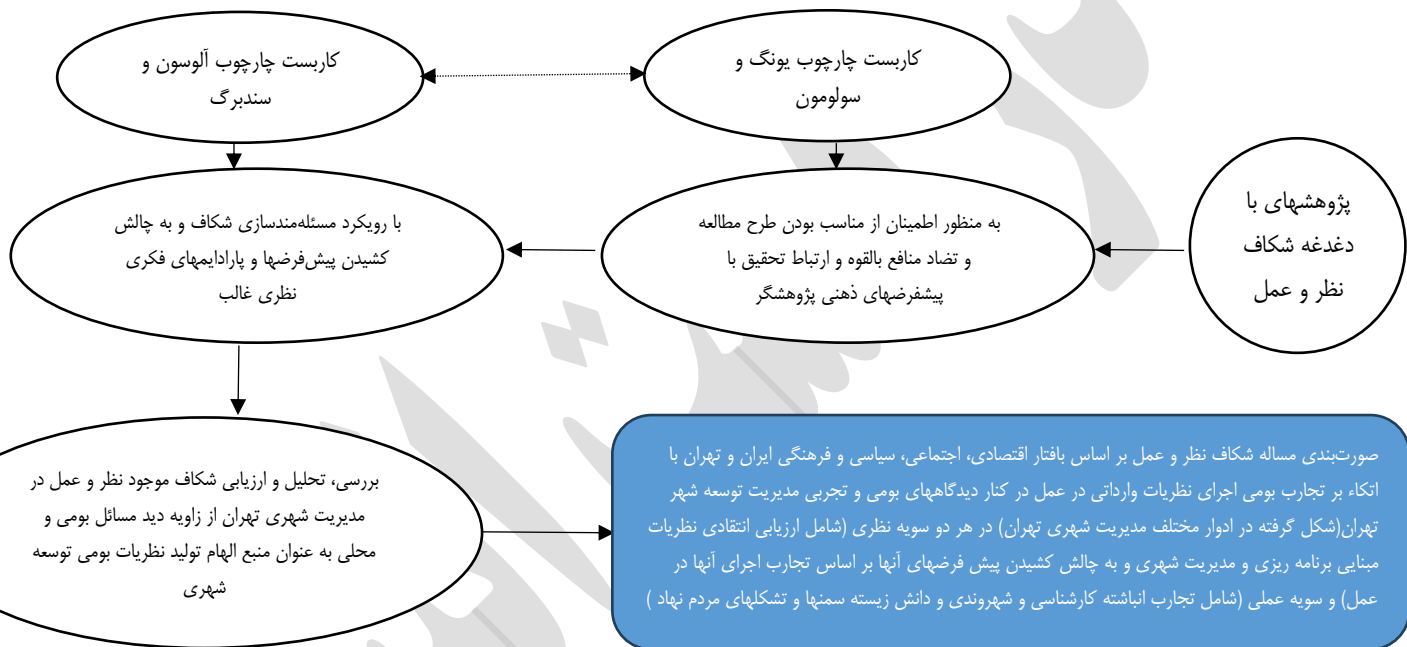 کاربست چارچوب یونگ و
سولومون
کاربست چارچوب آلوسون و
سندبرگ
پژوهشهای با
دغدغه شکاف
نظر و عمل
به منظور اطمینان از مناسب بودن طرح مطالعه
و تضاد منافع بالقوه و ارتباط تحقیق با
پیشفرضهای ذهنی پژوهشگر
با رویکرد مسئله‌مندسازی شکاف و به چالش
کشیدن پیش‌فرضها و پارادایمهای فکری
نظری غالب
بررسی، تحلیل و ارزیابی شکاف موجود نظر و عمل در
مدیریت شهری تهران از زاویه دید مسائل بومی و
محلی به عنوان منبع الهام تولید نظریات بومی توسعه
شهری
صورت‌بندی مساله شکاف نظر و عمل بر اساس بافتار اقتصادی، اجتماعی، سیاسی و فرهنگی ایران و تهران با
اتکاء بر تجارب بومی اجرای نظریات وارداتی در عمل در کنار دیدگاههای بومی و تجربی مدیریت توسعه شهر
تهران(شکل گرفته در ادوار مختلف مدیریت شهری تهران) در هر دو سویه نظری (شامل ارزیابی انتقادی نظریات
مبنایی برنامه ریزی و مدیریت شهری و به چالش کشیدن پیش فرضهای آنها بر اساس تجارب اجرای آنها در
عمل) و سویه عملی (شامل تجارب انباشته کارشناسی و شهروندی و دانش زیسته سمنها و تشکلهای مردم نهاد )